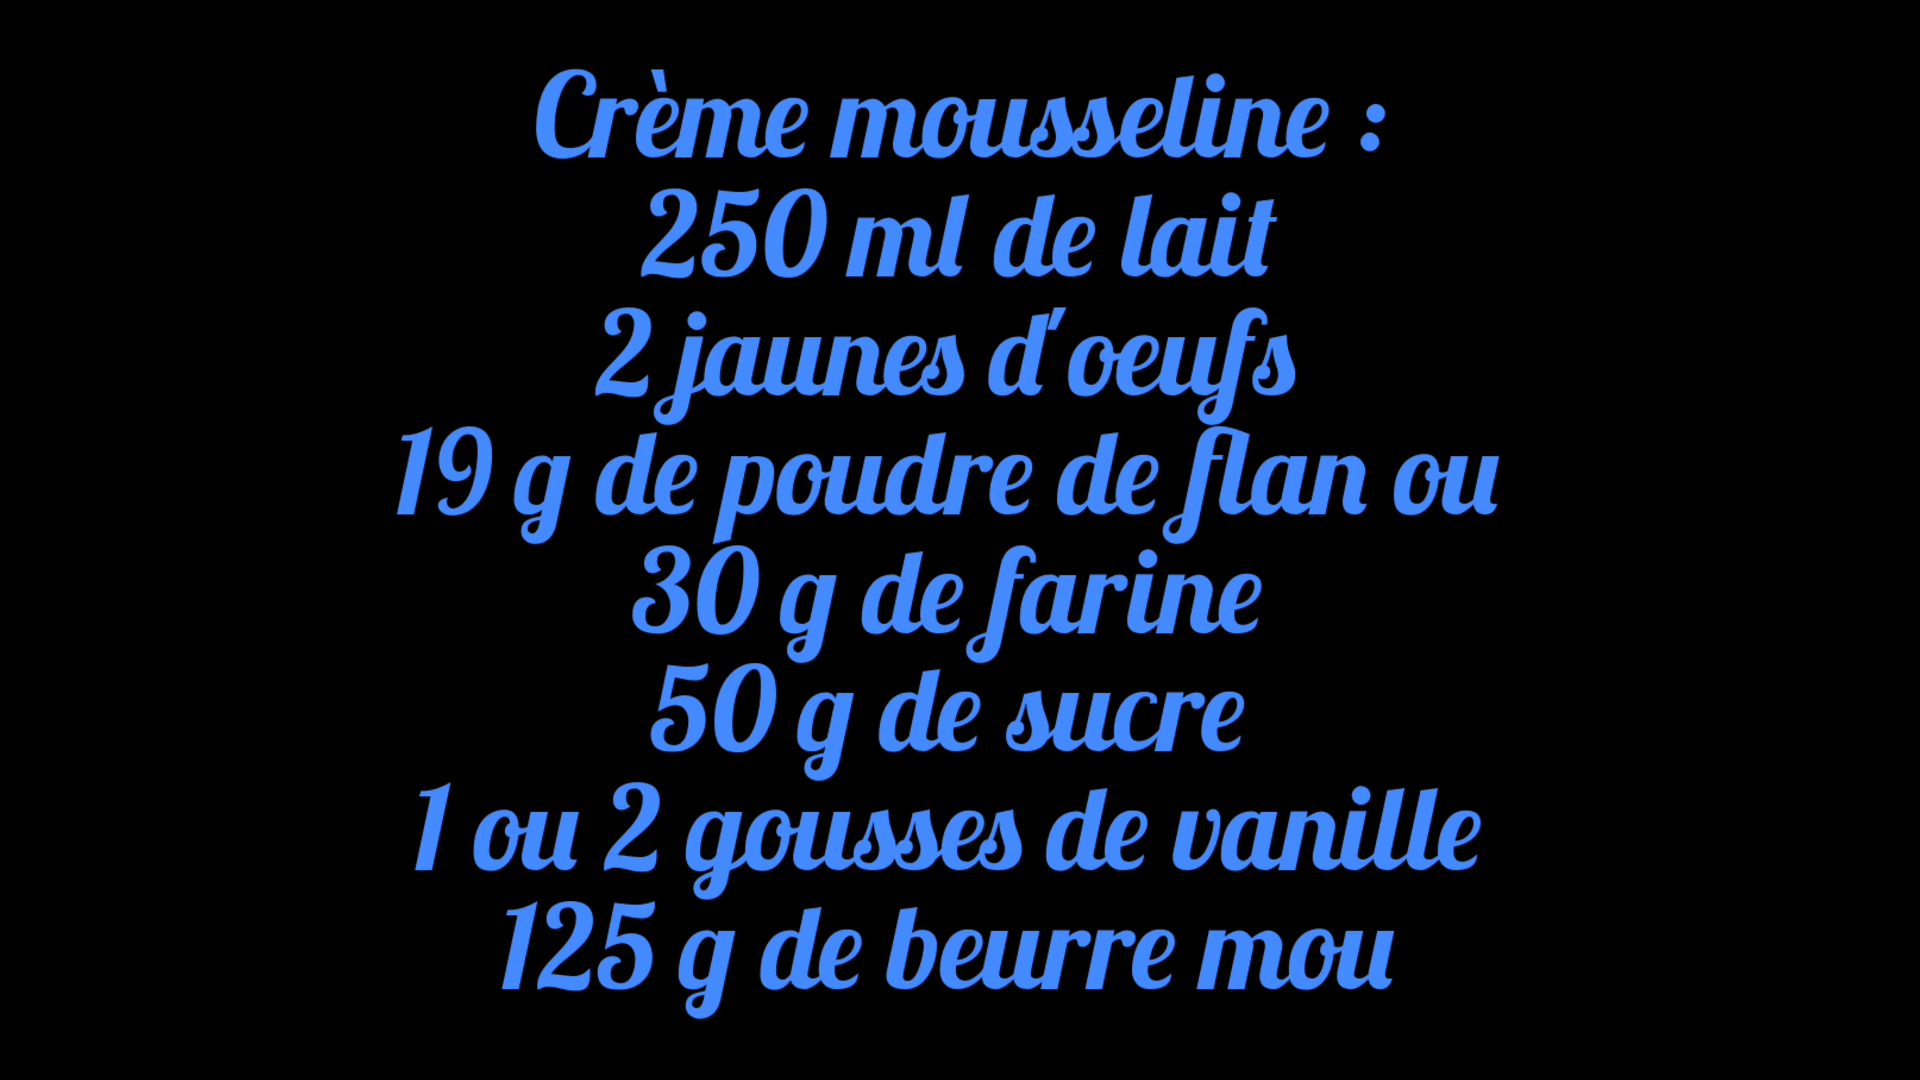 Crème mousseline :
250 ml de lait
2 jaunes d'oeufs
19 g de poudre de flan ou
30 g de farine
50 g de sucre
1 ou 2 gousses de vanille
125 g de beurre mou